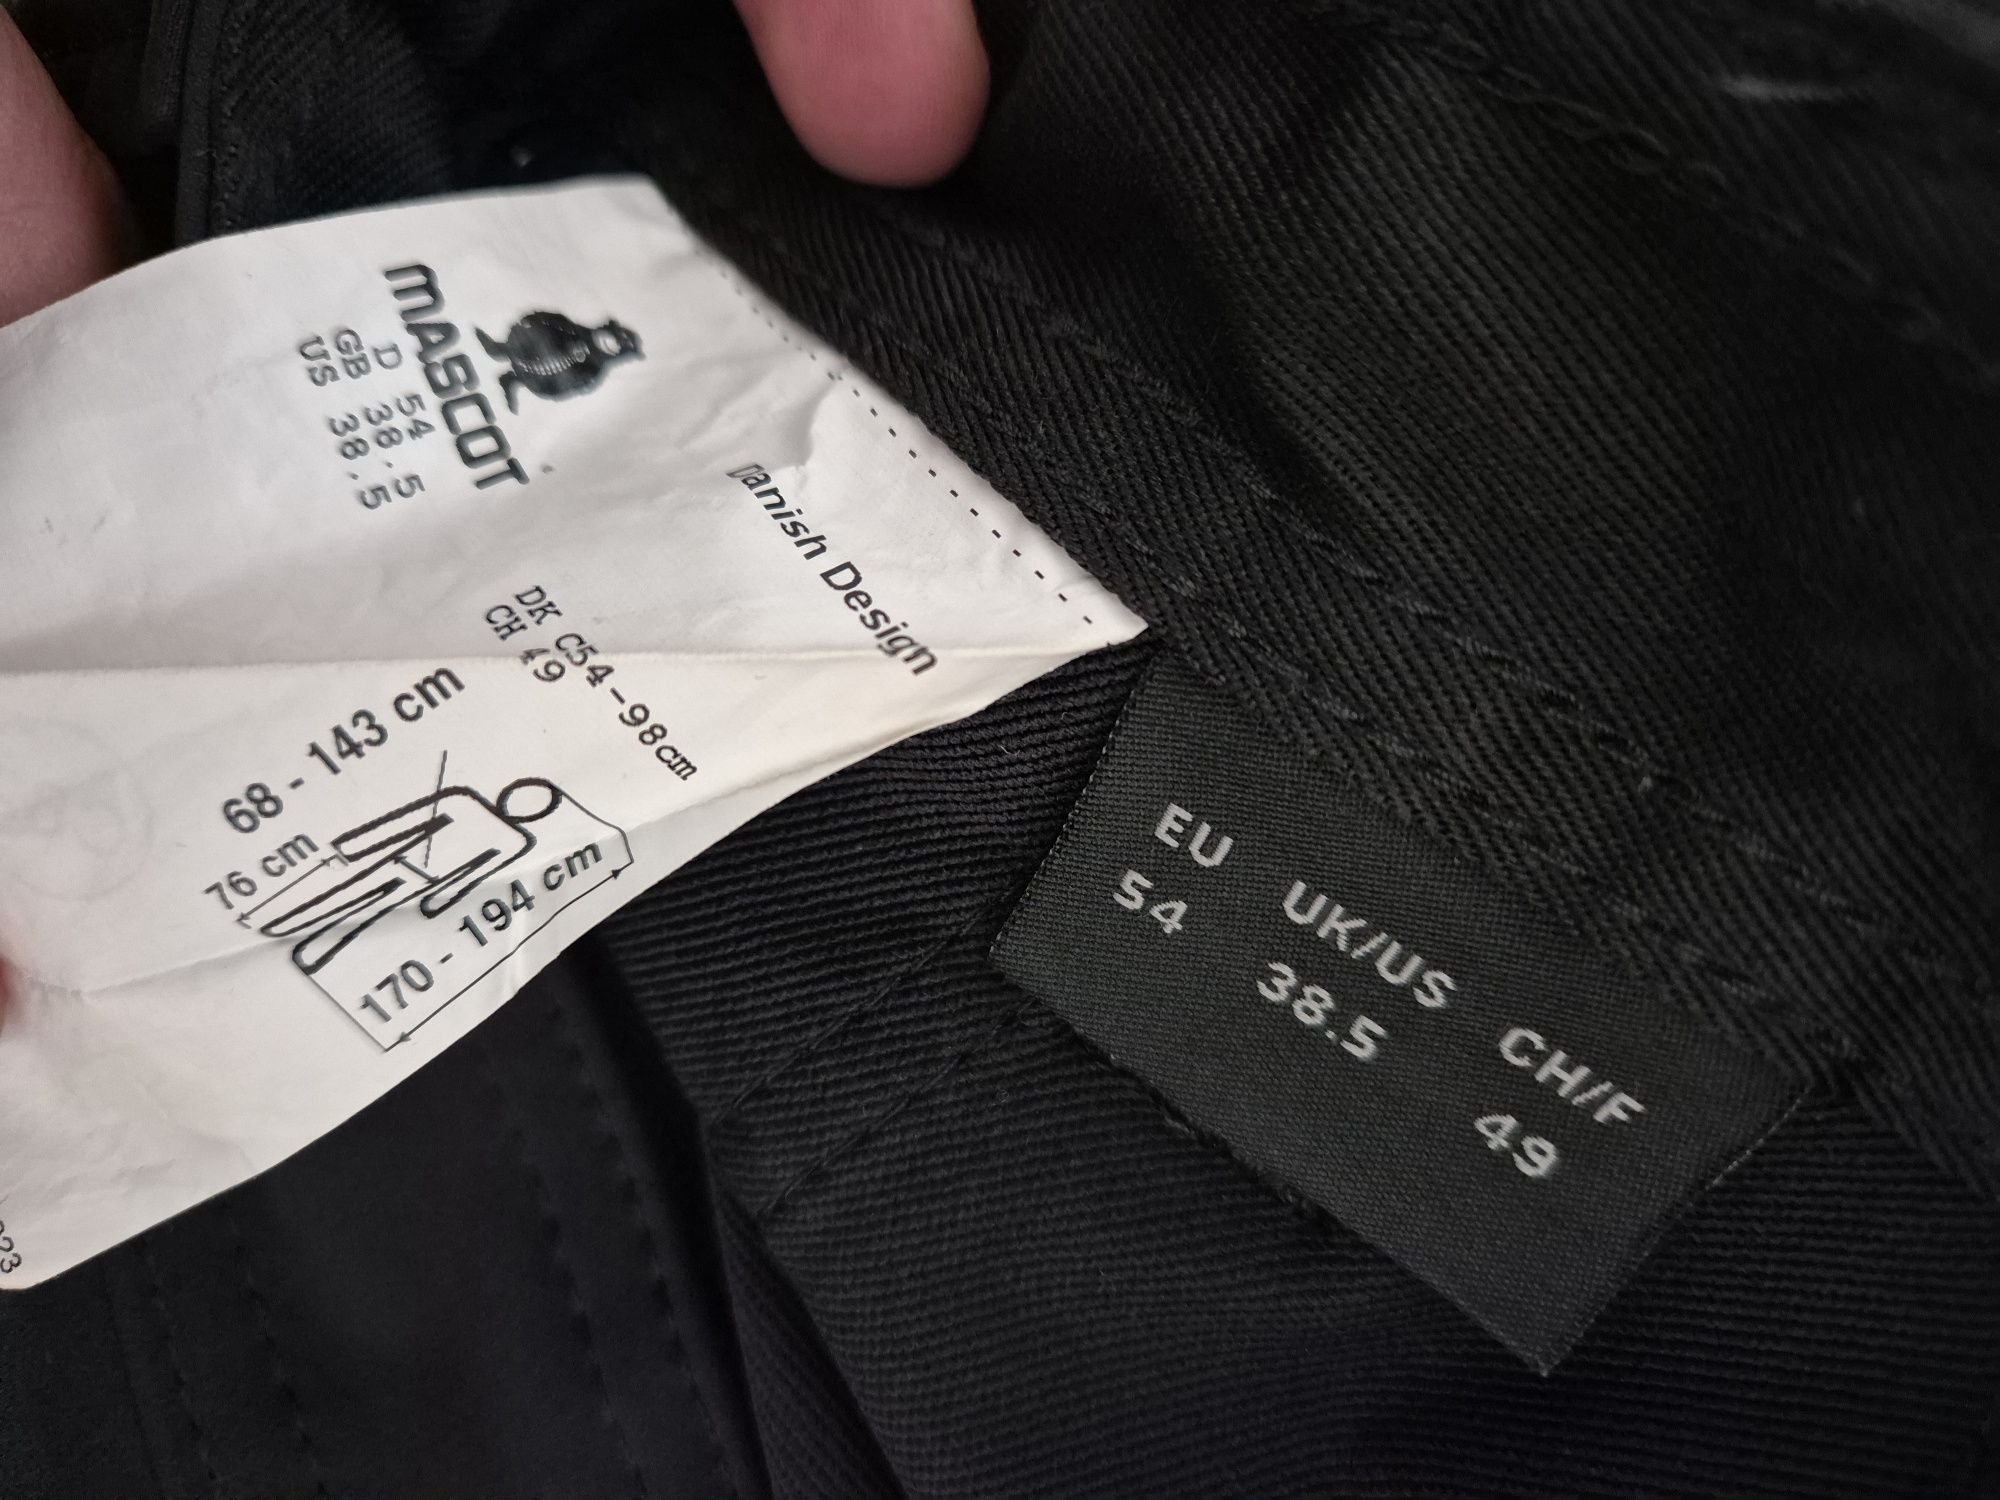 MASCOT
D 54
GB 38.5
US 38.5
Danish Design
DK C54-98cm
CH 49
68 - 143 cm
76 cm
170 - 194 cm
EU UK/US CH/F
54 38.5 49